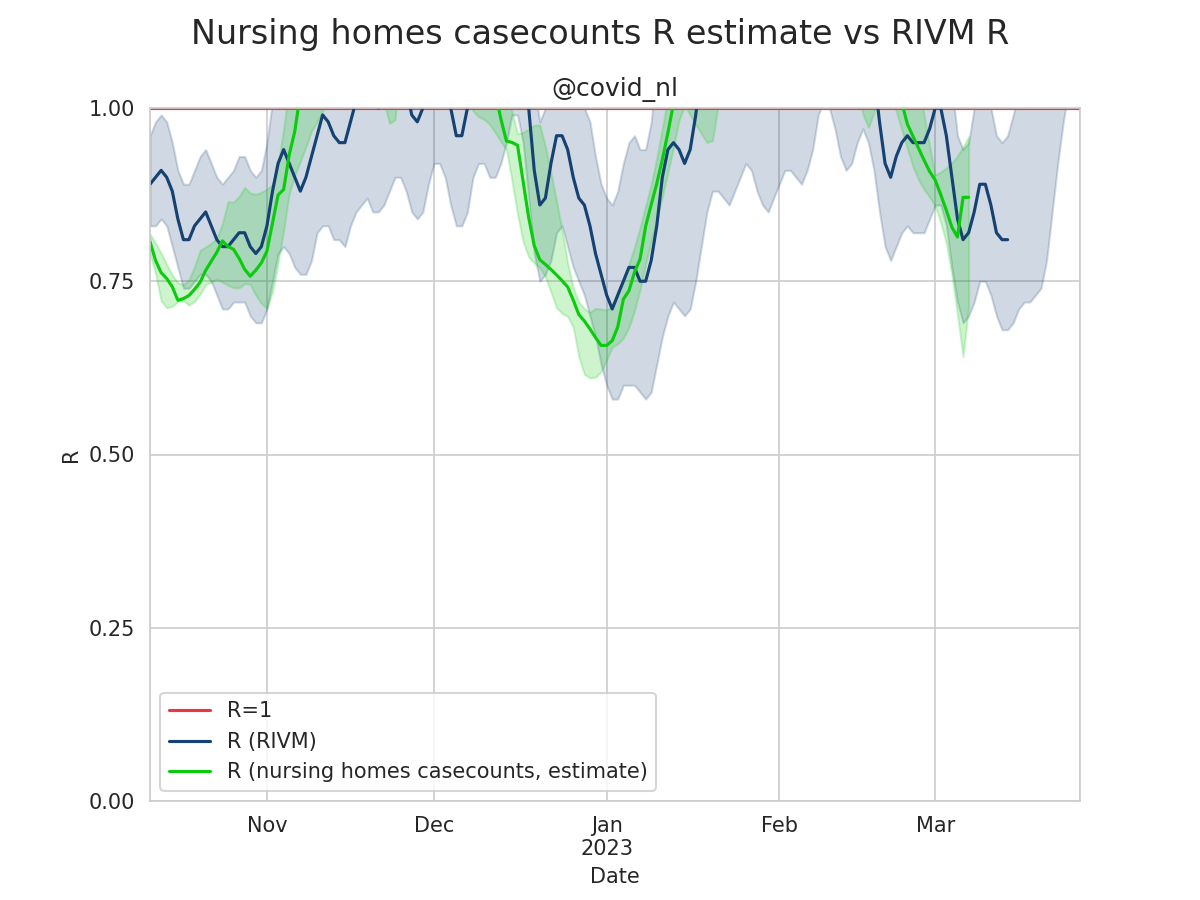 Nursing homes casecounts R estimate vs RIVM R
@covid_nl
1.00
0.75
0.50
0.25
0.00
R
R=1
R (RIVM)
R (nursing homes casecounts, estimate)
Nov
Dec
Jan
2023
Feb
Mar
Date